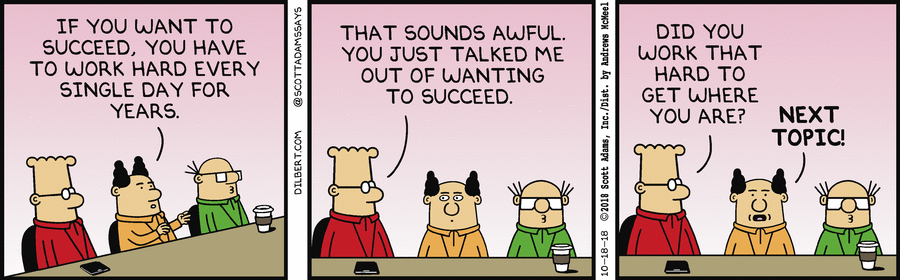 IF YOU WANT TO
SUCCEED, YOU HAVE
TO WORK HARD EVERY
SINGLE DAY FOR
YEARS.
DILBERT.COM @SCOTTADAMSSAYS
THAT SOUNDS AWFUL.
YOU JUST TALKED ME
OUT OF WANTING
TO SUCCEED.
10-18-18 ©2018 Scott Adams, Inc./Dist. by Andrews McMeel
DID YOU
WORK THAT
HARD TO
GET WHERE
YOU ARE?
NEXT
TOPIC!